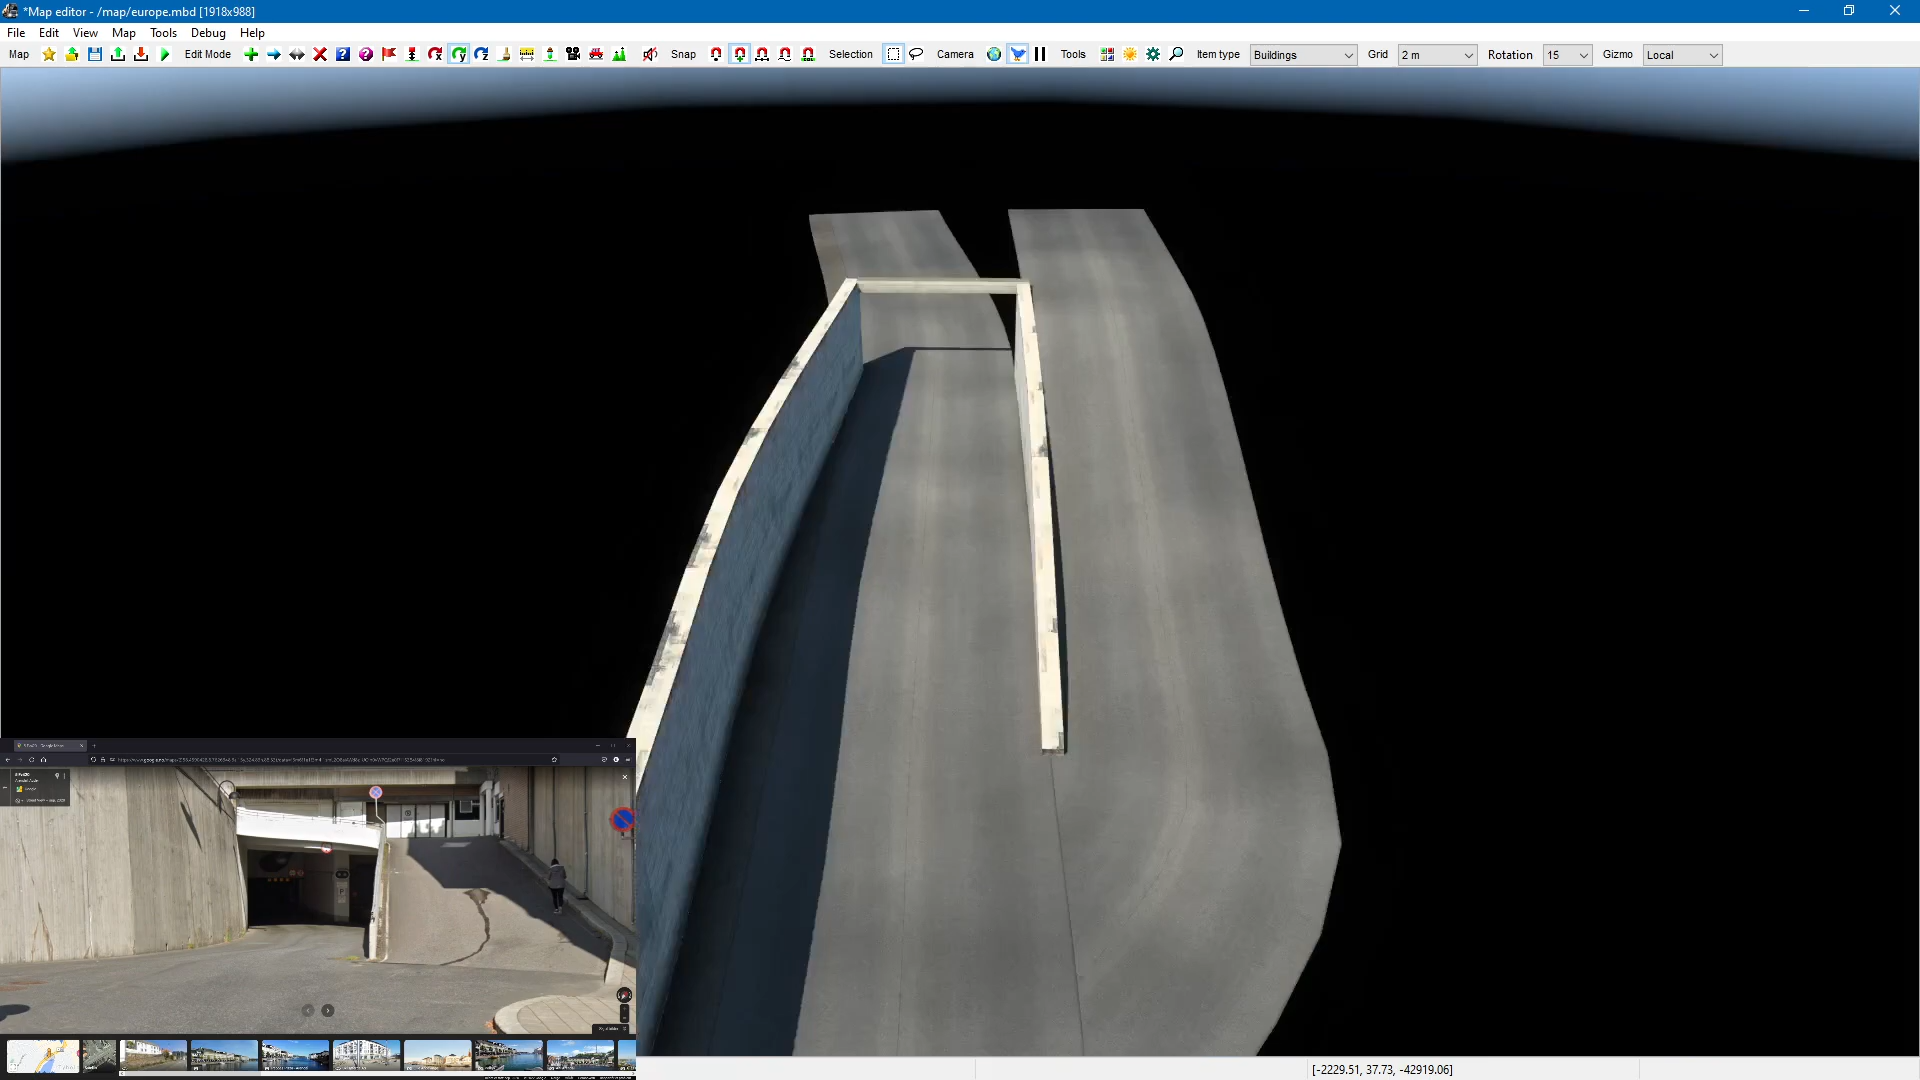 *Map editor - /map/europe.mbd [1918x988]
File Edit View Map Tools Debug Help
Map Edit Mode Snap Selection Camera Tools Item type Buildings Grid 2 m Rotation 15 Gizmo Local
[-2229.51, 37.73, -42919.06]